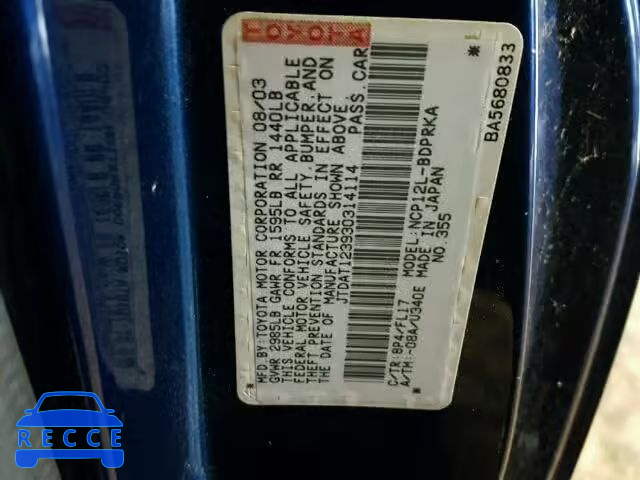 TOYOTA
MFD. BY: TOYOTA MOTOR CORPORATION 08/03
GVWR 2985LB GAWR FR 1595LB RR 1440LB
THIS VEHICLE CONFORMS TO ALL APPLICABLE
FEDERAL MOTOR VEHICLE SAFETY, BUMPER, AND
THEFT PREVENTION STANDARDS IN EFFECT ON
THE DATE OF MANUFACTURE SHOWN ABOVE.
JTDAT123930314114 PASS. CAR
*
C/TR: 8P4/FL17 MODEL: NCP12L-BDPRKA
A/TM: -08A/U340E MADE IN JAPAN
NO. 355
BA5680833
RECCE